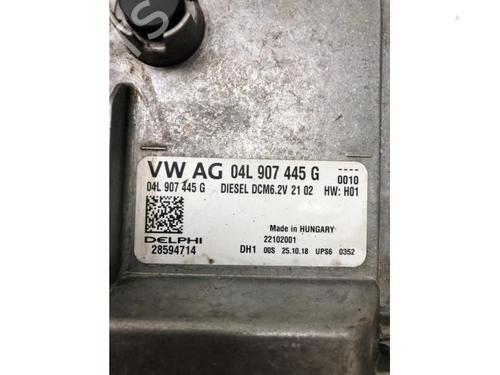 VW AG 04L 907 445 G 0010
04L 907 445 G DIESEL DCM6.2V 21 02 HW: H01
Made in HUNGARY
DELPHI 22102001
28594714 DH1 00S 25.10.18 UPS6 0352